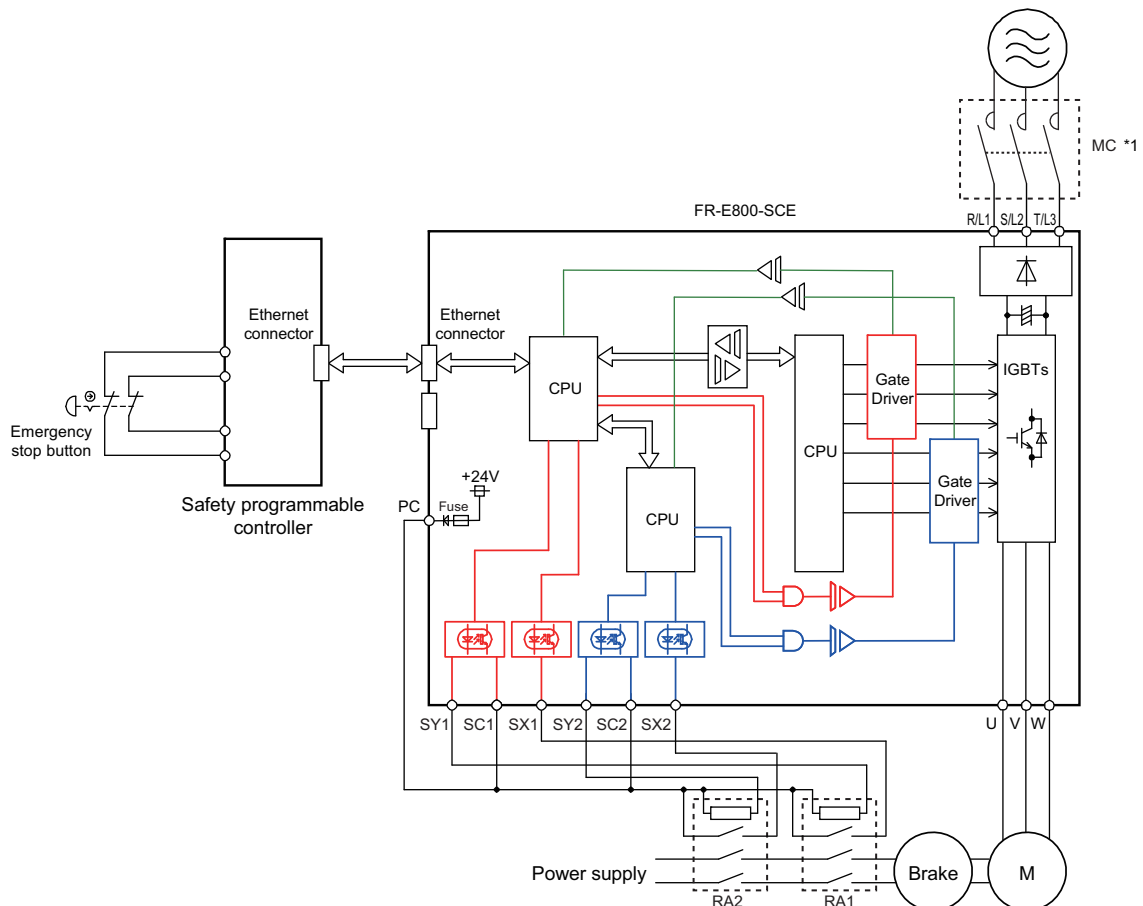 MC *1
FR-E800-SCE
R/L1 S/L2 T/L3
Ethernet
connector
Ethernet
connector
CPU
Gate
Driver
IGBTs
Emergency
stop button
CPU
+24V
Gate
Driver
Safety programmable
controller
PC
Fuse
CPU
SY1 SC1 SX1 SY2 SC2 SX2
U V W
Power supply
Brake
M
RA2
RA1